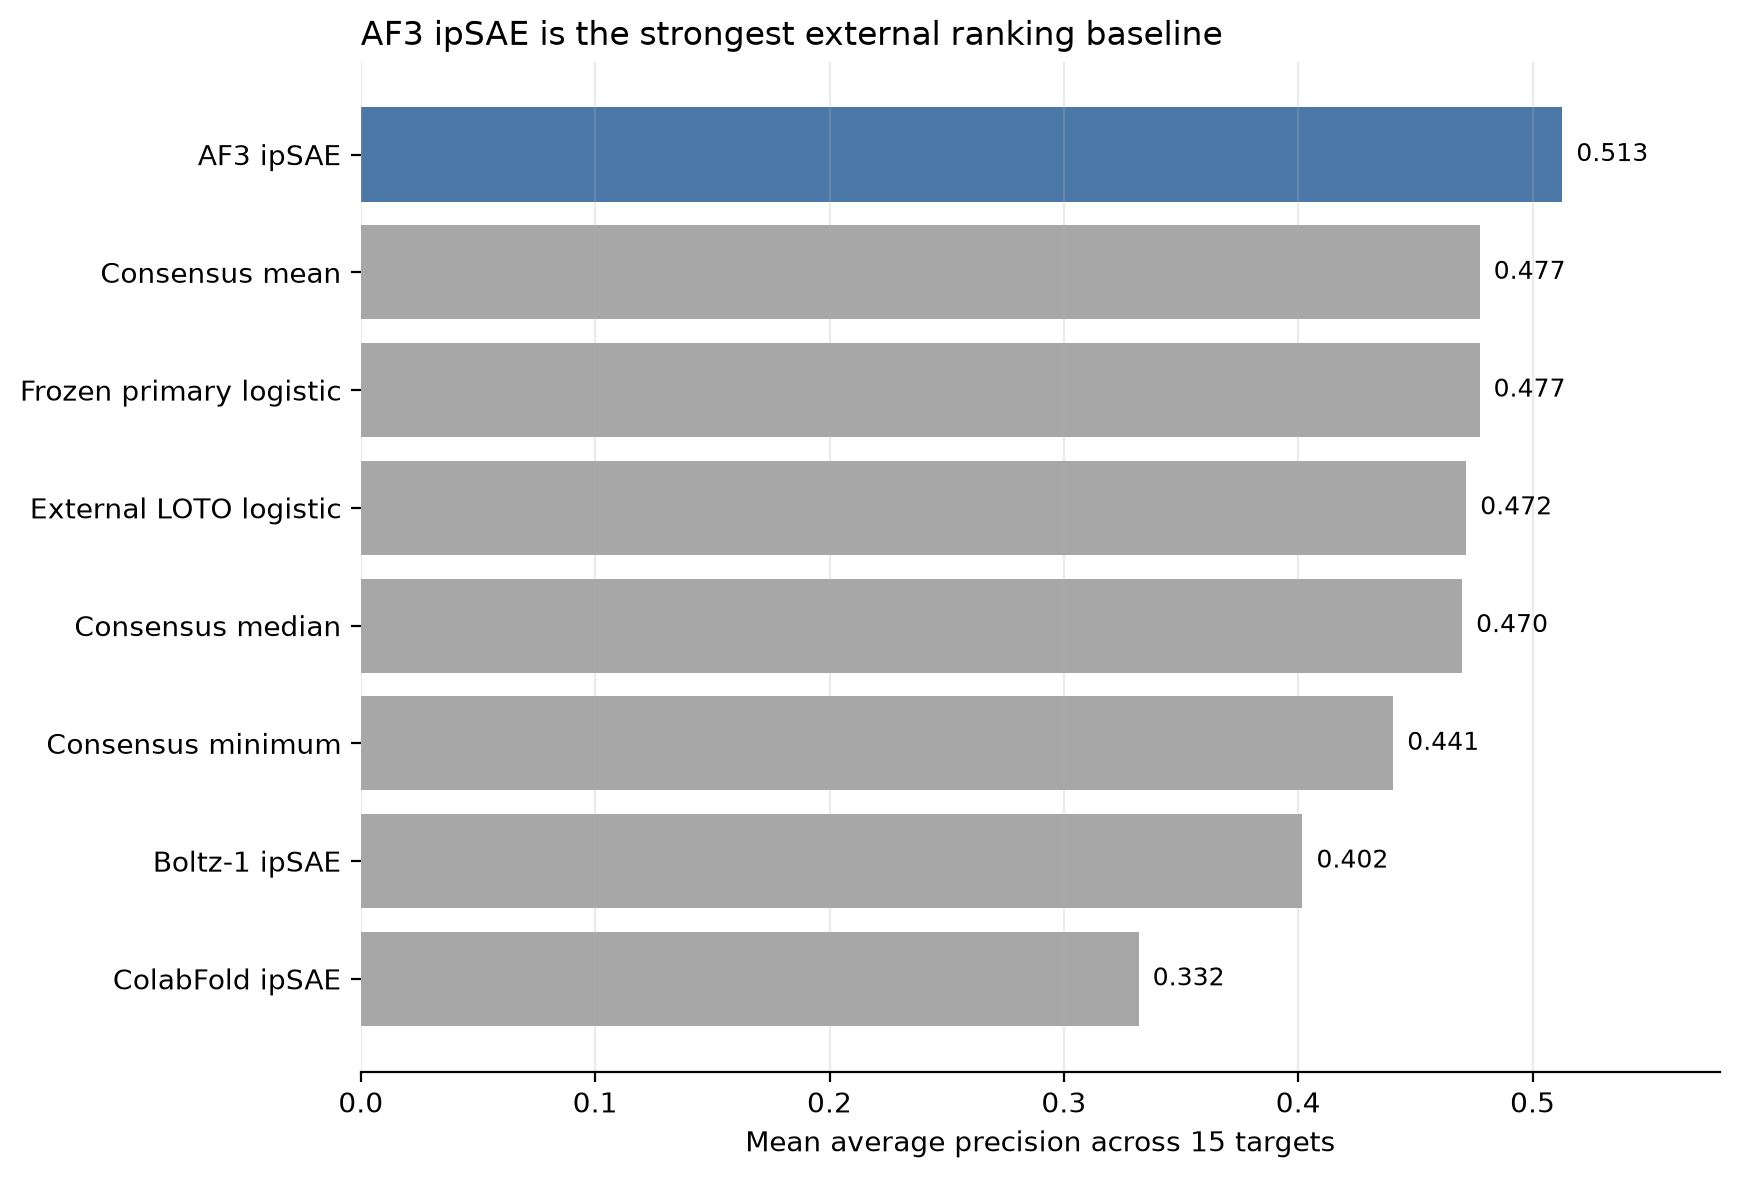 AF3 ipSAE is the strongest external ranking baseline
AF3 ipSAE 0.513
Consensus mean 0.477
Frozen primary logistic 0.477
External LOTO logistic 0.472
Consensus median 0.470
Consensus minimum 0.441
Boltz-1 ipSAE 0.402
ColabFold ipSAE 0.332
0.0 0.1 0.2 0.3 0.4 0.5
Mean average precision across 15 targets